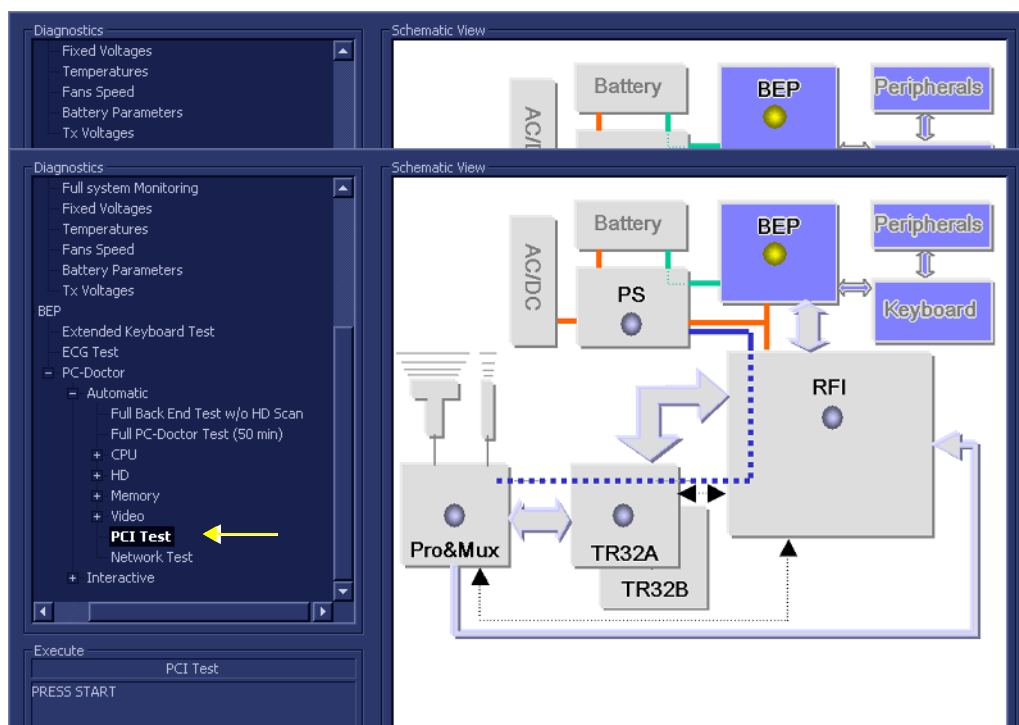 Diagnostics
Fixed Voltages
Temperatures
Fans Speed
Battery Parameters
Tx Voltages
Schematic View
Battery
BEP
Peripherals
Diagnostics
Full system Monitoring
Fixed Voltages
Temperatures
Fans Speed
Battery Parameters
Tx Voltages
BEP
Extended Keyboard Test
ECG Test
PC-Doctor
Automatic
Full Back End Test w/o HD Scan
Full PC-Doctor Test (50 min)
CPU
HD
Memory
Video
PCI Test
Network Test
Interactive
Schematic View
Battery
BEP
Peripherals
AC/DC
PS
Keyboard
RFI
Pro&Mux
TR32A
TR32B
Execute
PCI Test
PRESS START